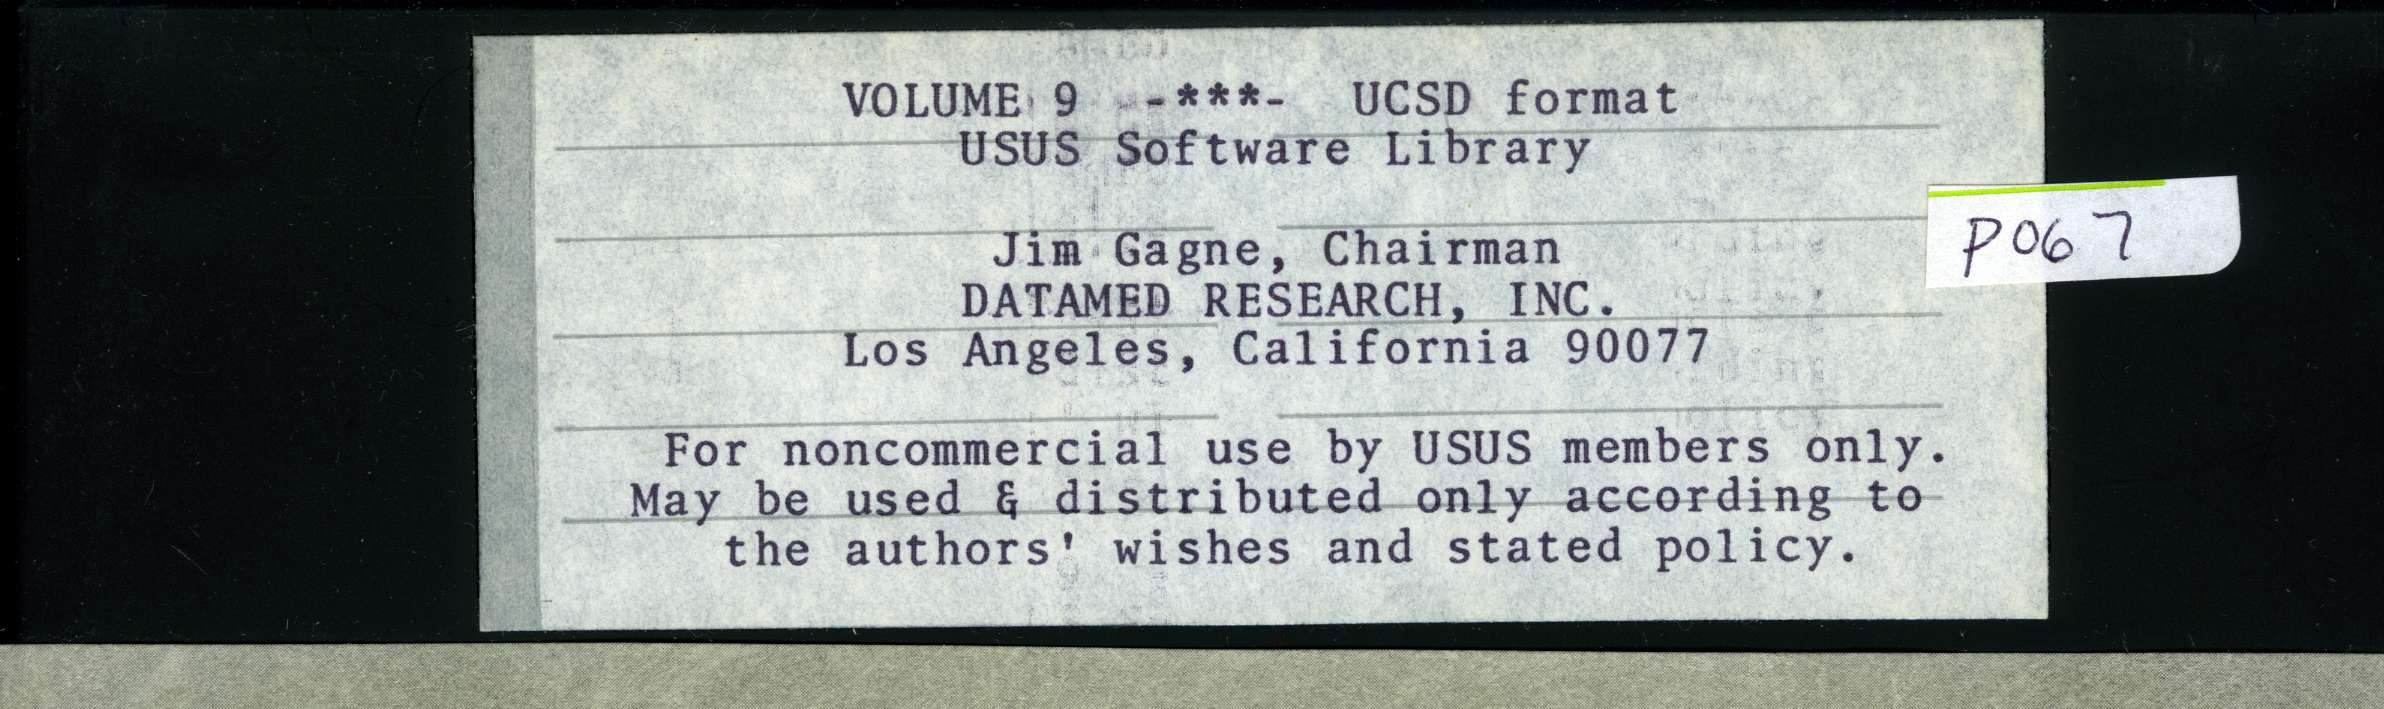 VOLUME 9 -***- UCSD format
USUS Software Library
Jim Gagne, Chairman
DATAMED RESEARCH, INC.
Los Angeles, California 90077
For noncommercial use by USUS members only.
May be used & distributed only according to
the authors' wishes and stated policy.
P067